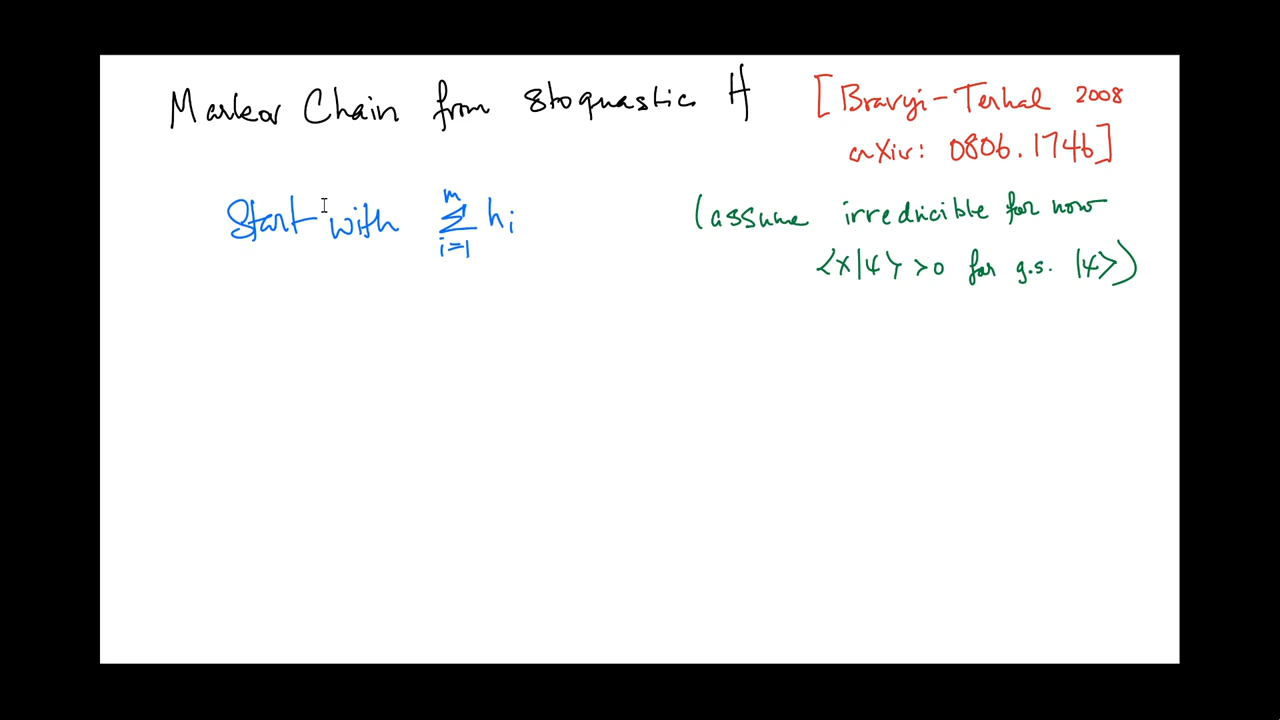 Markov Chain from stoquastic H
[Bravyi-Terhal 2008
arXiv: 0806.1746]
Start with $\sum_{i=1}^{m} h_i$
(assume irreducible for now
⟨x|ψ⟩ > 0 for g.s. |ψ⟩)